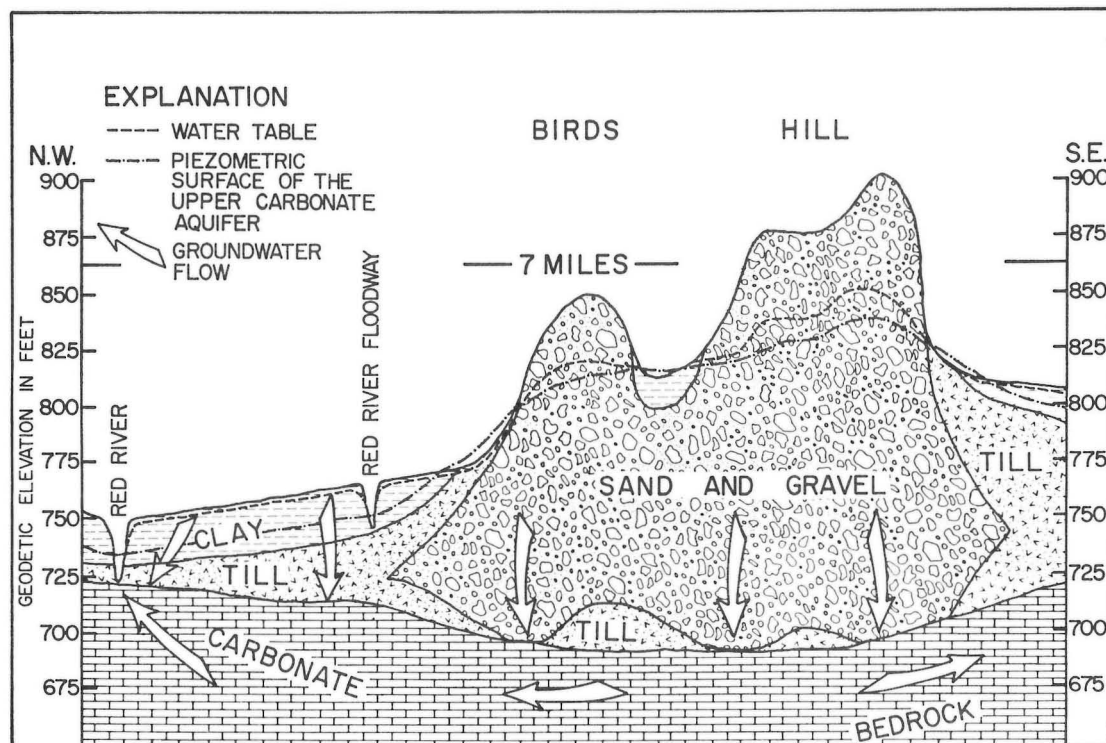 EXPLANATION
WATER TABLE
PIEZOMETRIC
SURFACE OF THE
UPPER CARBONATE
AQUIFER
GROUNDWATER
FLOW
BIRDS HILL
N.W.
S.E.
900
875
850
825
800
775
750
725
700
675
GEODETIC ELEVATION IN FEET
RED RIVER
RED RIVER FLOODWAY
7 MILES
CLAY
TILL
SAND AND GRAVEL
TILL
TILL
CARBONATE
BEDROCK
900
875
850
825
800
775
750
725
700
675